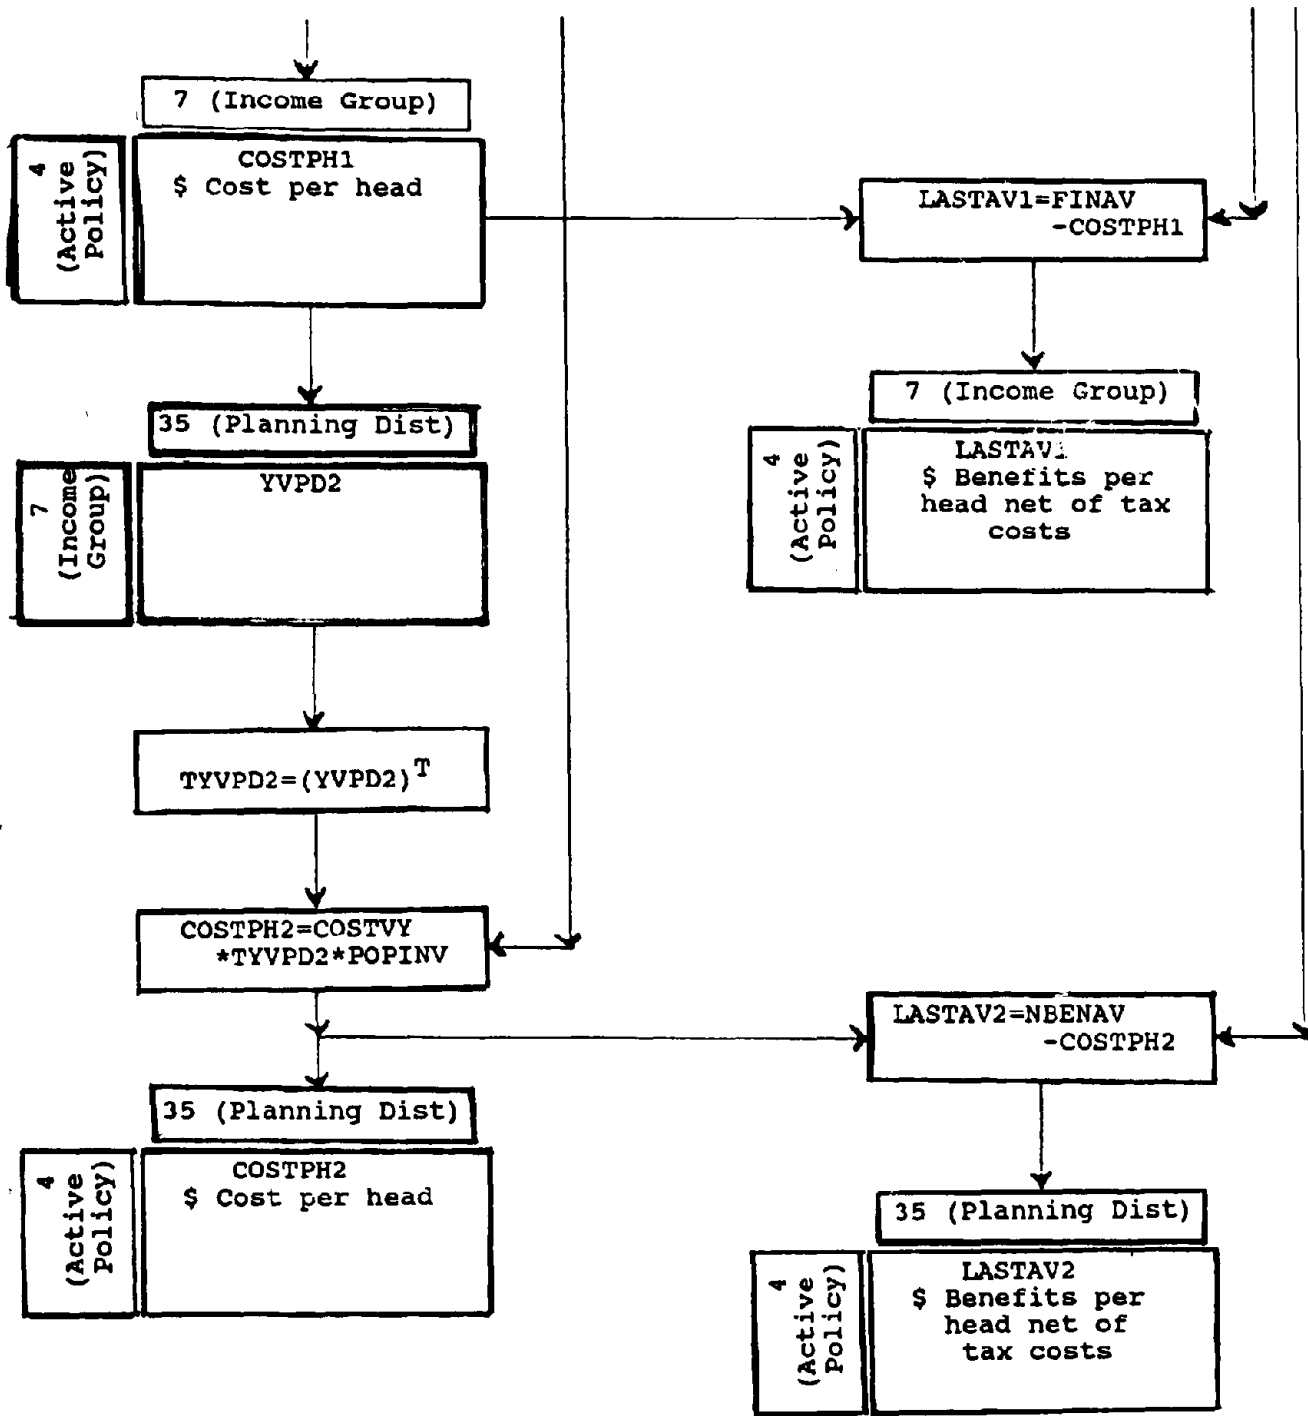 7 (Income Group)
4
(Active
Policy)
COSTPH1
$ Cost per head
LASTAV1=FINAV
-COSTPH1
7 (Income Group)
4
(Active
Policy)
LASTAV1
$ Benefits per
head net of tax
costs
35 (Planning Dist)
7
(Income
Group)
YVPD2
TYVPD2=(YVPD2)T
COSTPH2=COSTVY
*TYVPD2*POPINV
LASTAV2=NBENAV
-COSTPH2
35 (Planning Dist)
4
(Active
Policy)
COSTPH2
$ Cost per head
35 (Planning Dist)
4
(Active
Policy)
LASTAV2
$ Benefits per
head net of
tax costs